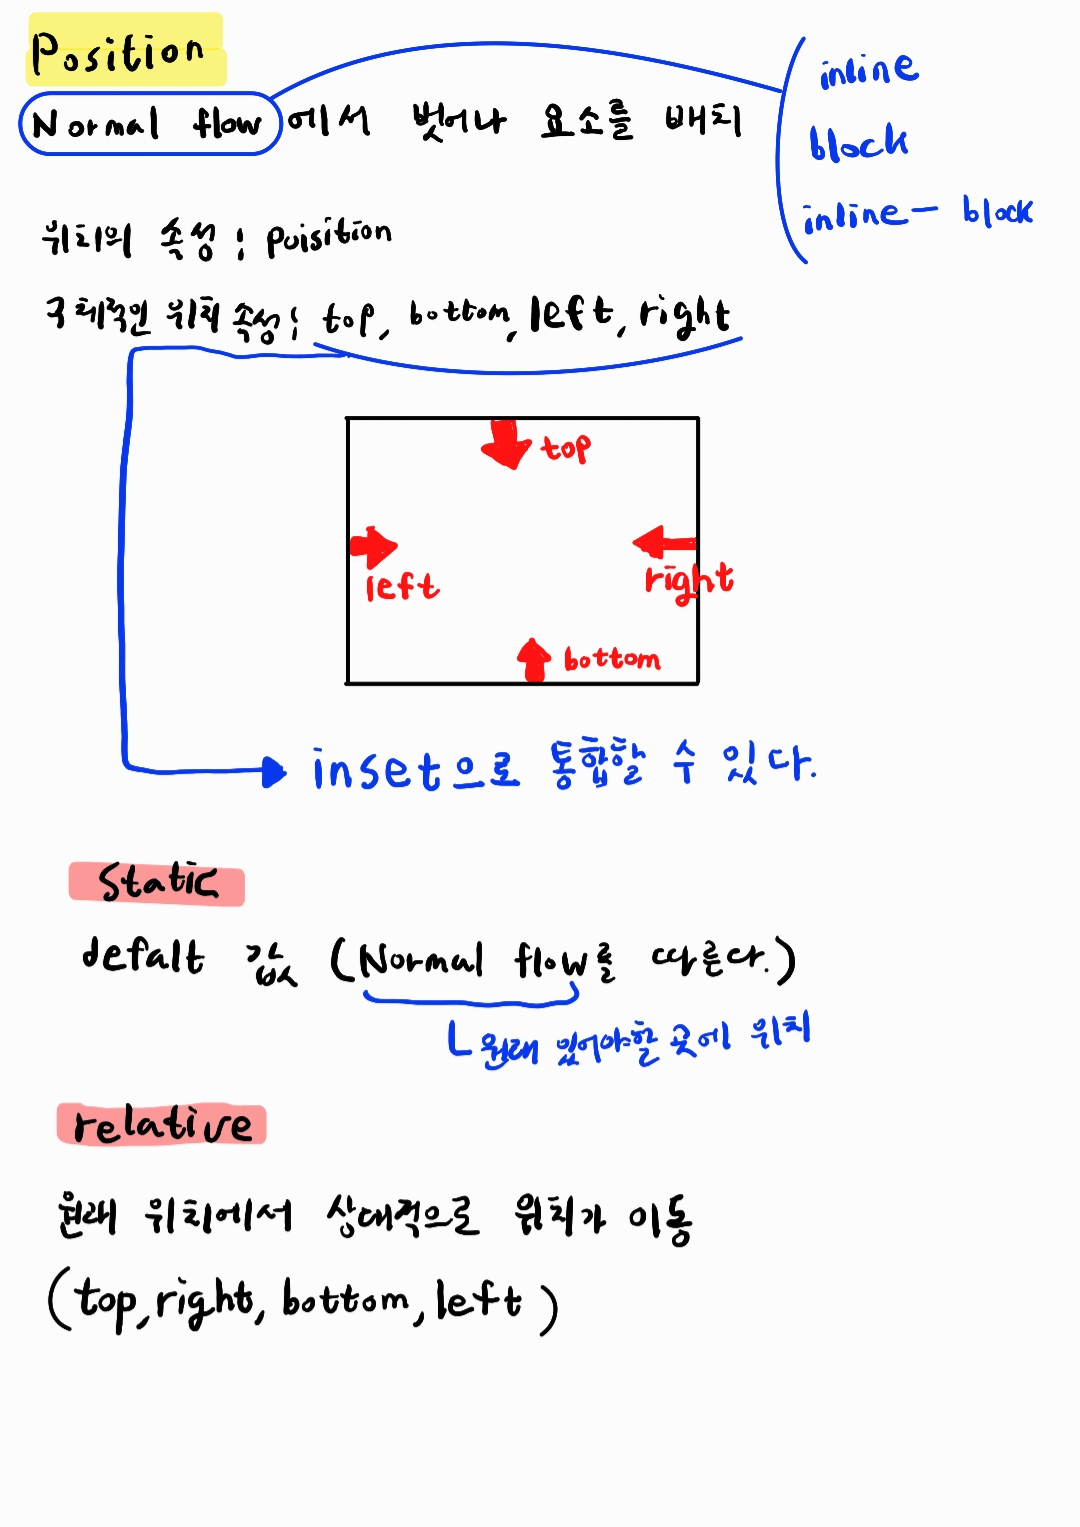 Position
Normal flow에서 벗어나 요소를 배치
inline
block
inline - block
위치의 속성 ; Poisition
구체적인 위치 속성 ; top, bottom, left, right
top
left
right
bottom
inset으로 통합할 수 있다.
Static
defalt 값 (Normal flow를 따른다.)
ㄴ 원래 있어야할 곳에 위치
relative
원래 위치에서 상대적으로 위치가 이동
(top, right, bottom, left)